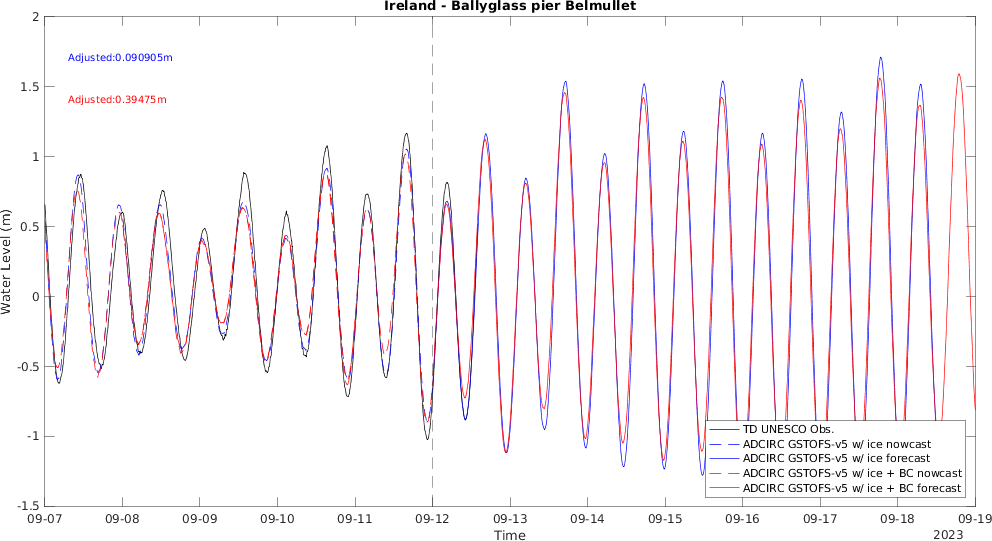 Ireland - Ballyglass pier Belmullet
Adjusted:0.090905m
Adjusted:0.39475m
Water Level (m)
2
1.5
1
0.5
0
-0.5
-1
-1.5
TD UNESCO Obs.
ADCIRC GSTOFS-v5 w/ ice nowcast
ADCIRC GSTOFS-v5 w/ ice forecast
ADCIRC GSTOFS-v5 w/ ice + BC nowcast
ADCIRC GSTOFS-v5 w/ ice + BC forecast
09-07 09-08 09-09 09-10 09-11 09-12 09-13 09-14 09-15 09-16 09-17 09-18 09-19
Time
2023